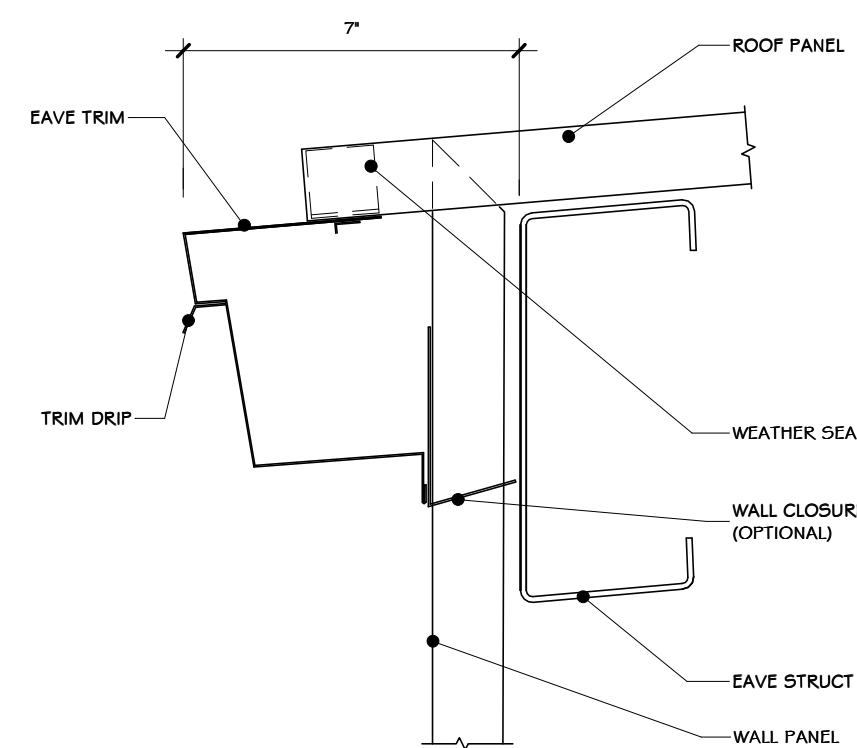 7"
ROOF PANEL
EAVE TRIM
TRIM DRIP
WEATHER SEA
WALL CLOSUR
(OPTIONAL)
EAVE STRUCT
WALL PANEL